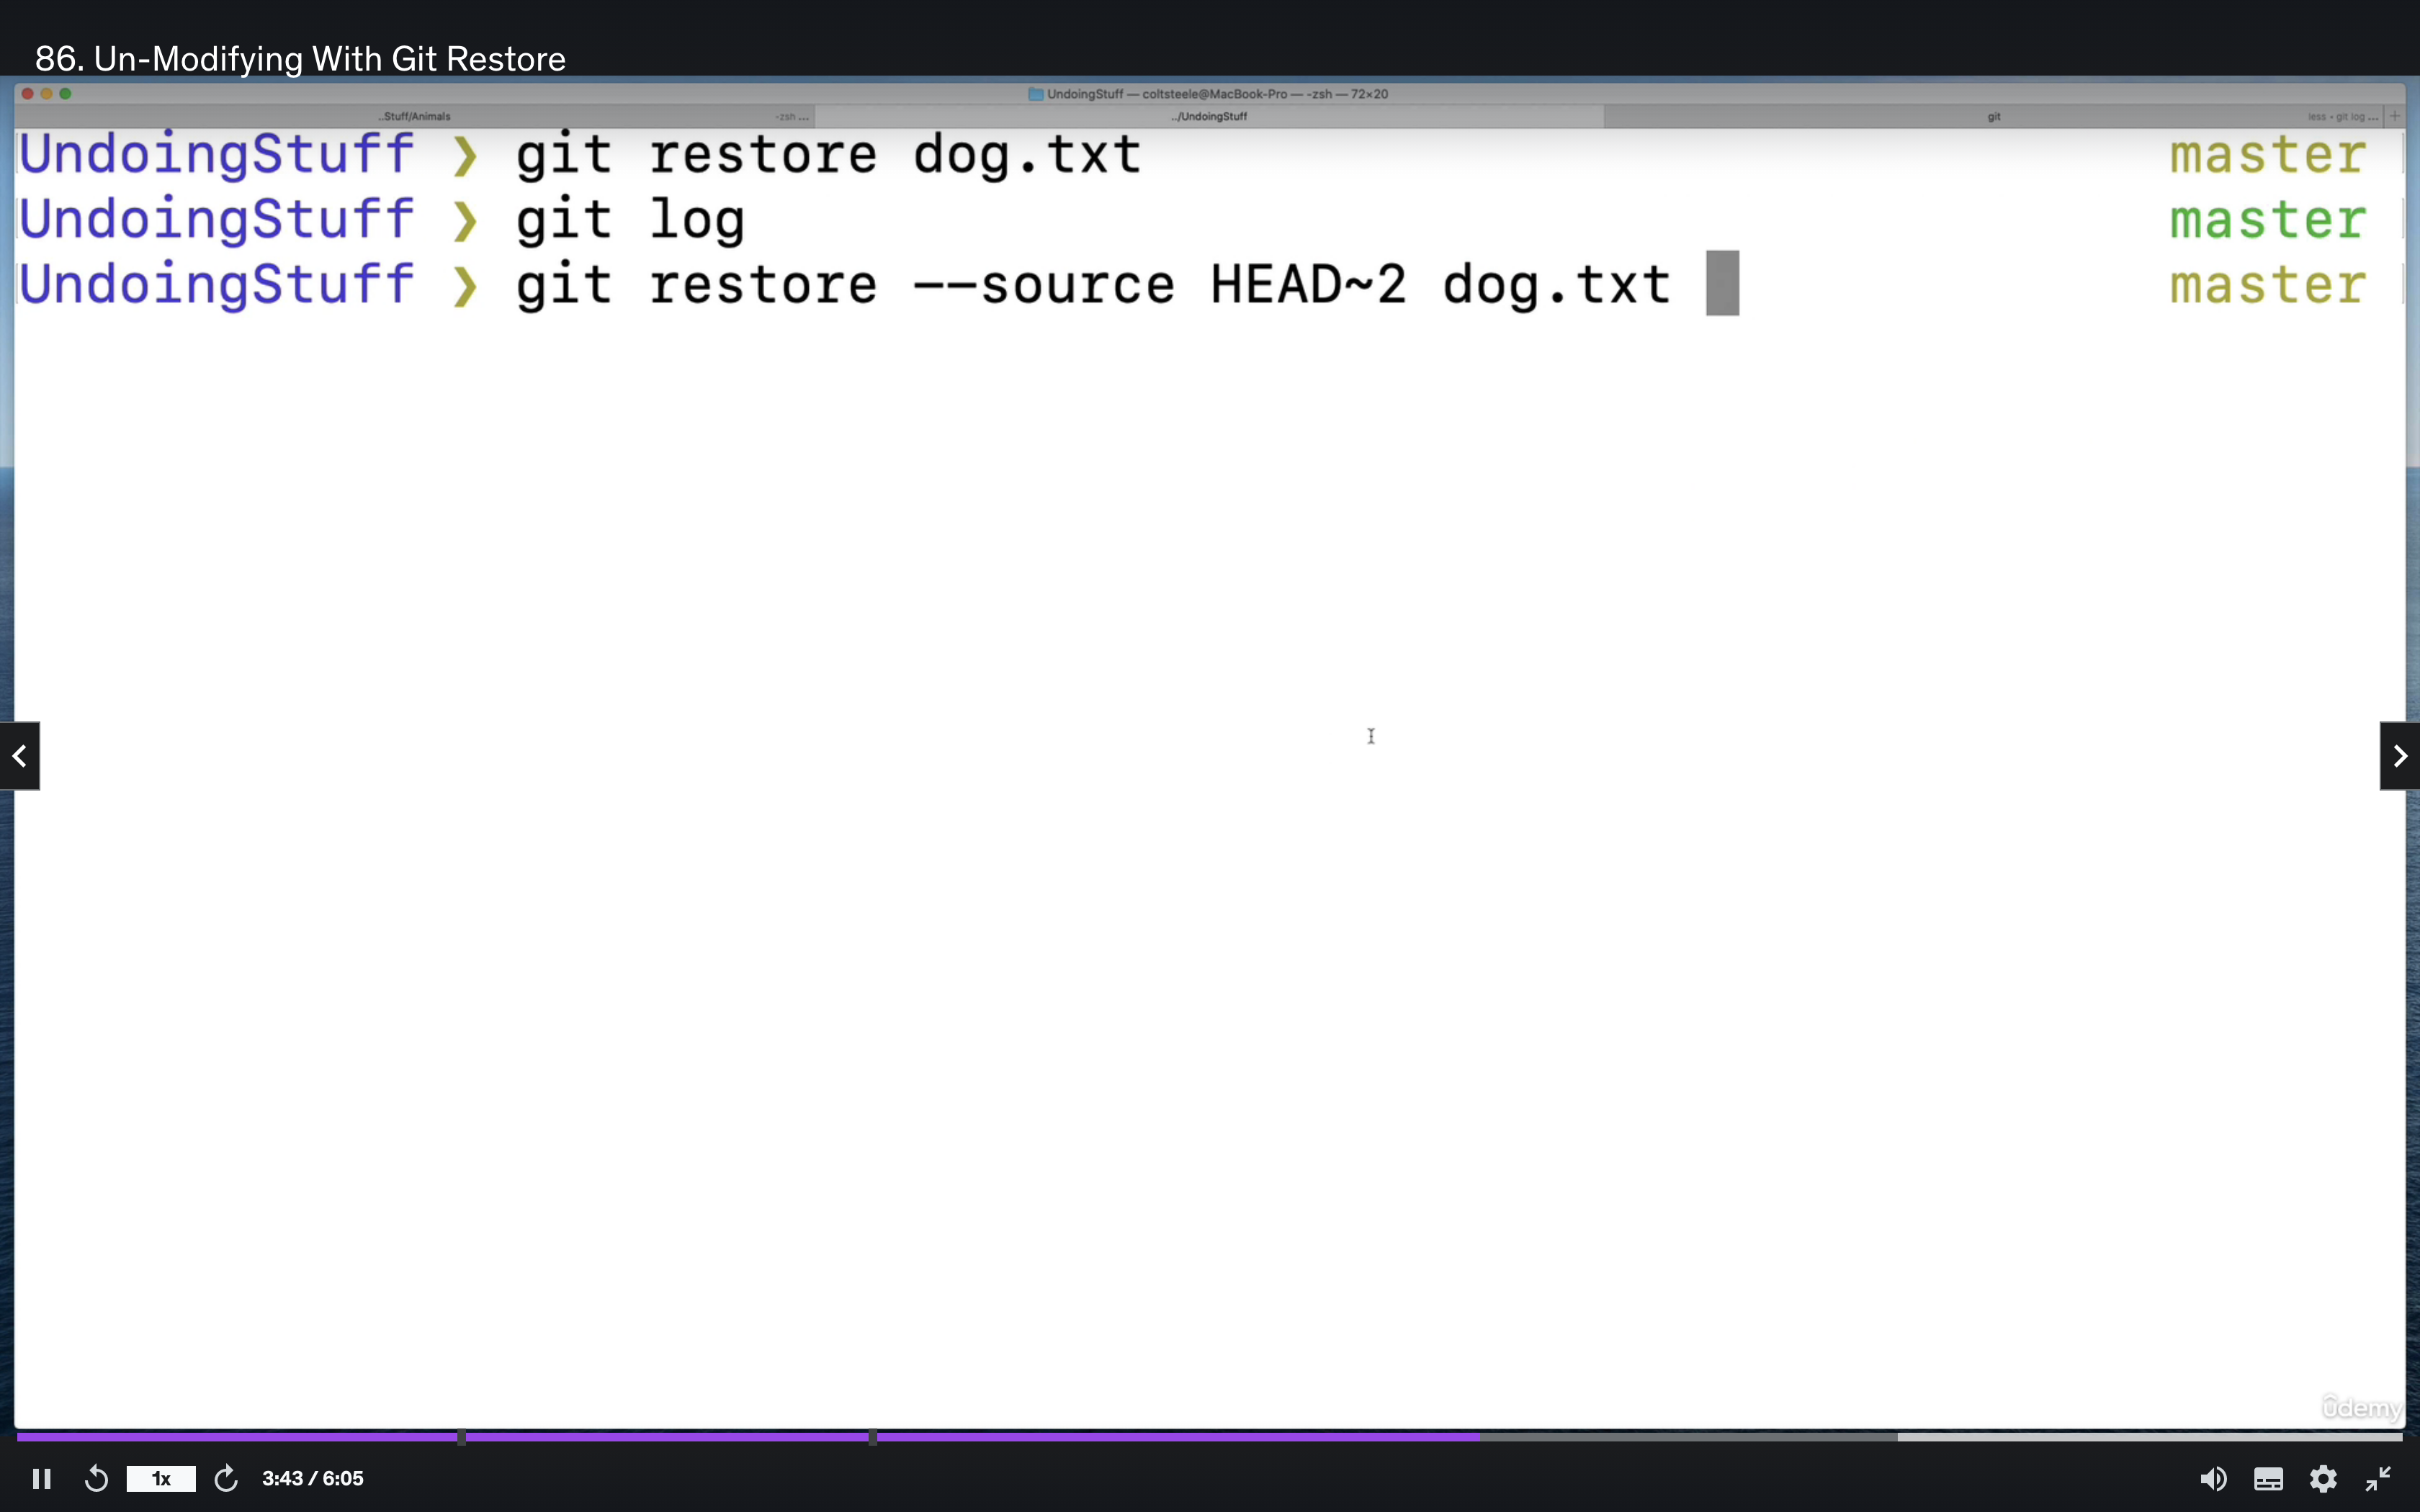 86. Un-Modifying With Git Restore
UndoingStuff — coltsteele@MacBook-Pro — -zsh — 72×20
..Stuff/Animals -zsh ... ../UndoingStuff git less • git log ... +
UndoingStuff ❯ git restore dog.txt master
UndoingStuff ❯ git log master
UndoingStuff ❯ git restore --source HEAD~2 dog.txt master
ûdemy
1x 3:43 / 6:05